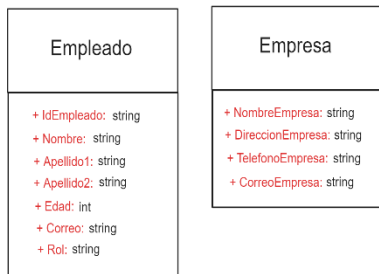 Empleado
+ IdEmpleado: string
+ Nombre: string
+ Apellido1: string
+ Apellido2: string
+ Edad: int
+ Correo: string
+ Rol: string
Empresa
+ NombreEmpresa: string
+ DireccionEmpresa: string
+ TelefonoEmpresa: string
+ CorreoEmpresa: string